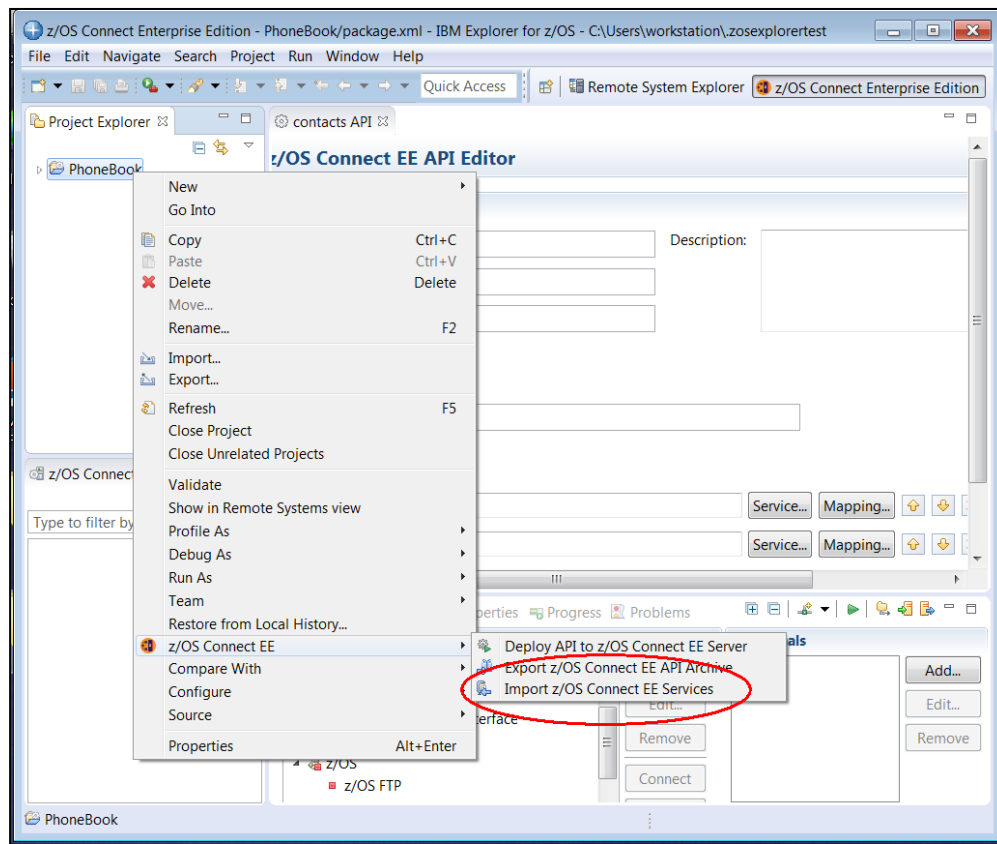 z/OS Connect Enterprise Edition - PhoneBook/package.xml - IBM Explorer for z/OS - C:\Users\workstation\.zosexplorertest
File Edit Navigate Search Project Run Window Help
Quick Access Remote System Explorer z/OS Connect Enterprise Edition
Project Explorer contacts API
z/OS Connect EE API Editor
PhoneBook
New
Go Into
Copy Ctrl+C
Description:
Paste Ctrl+V
Delete Delete
Move...
Rename... F2
Import...
Export...
Refresh F5
Close Project
Close Unrelated Projects
z/OS Connect
Validate
Show in Remote Systems view
Service... Mapping...
Type to filter by
Profile As
Debug As
Service... Mapping...
Run As
Team
Properties Progress Problems
Restore from Local History...
z/OS Connect EE
Deploy API to z/OS Connect EE Server
als
Compare With
Export z/OS Connect EE API Archive
Add...
Configure
Import z/OS Connect EE Services
Edit... Edit...
Source
terface
Remove Remove
Properties Alt+Enter
z/OS
z/OS FTP
Connect
PhoneBook